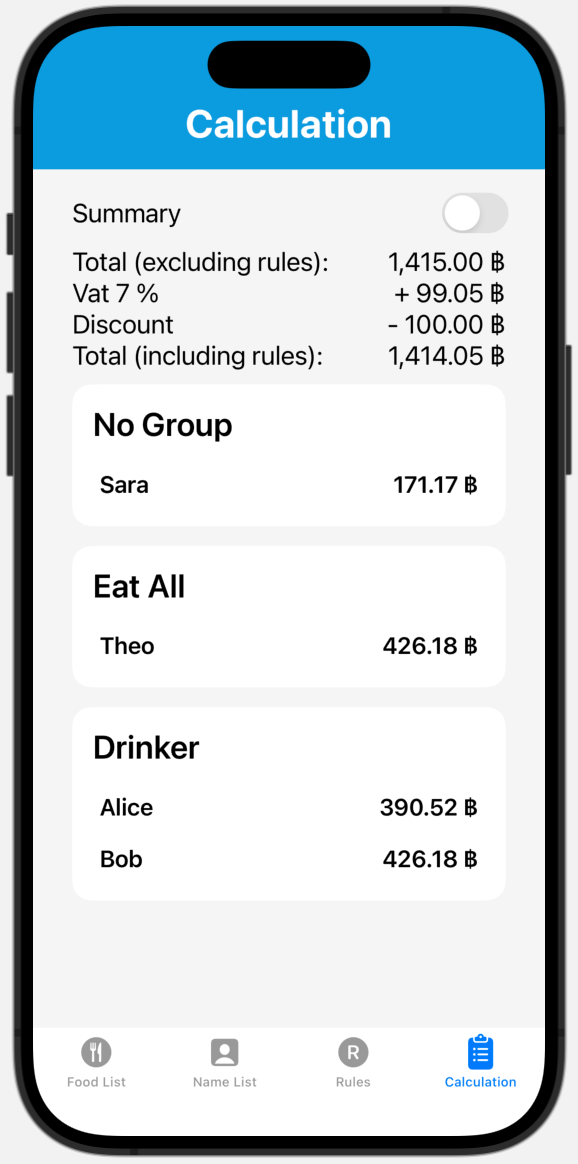 Calculation
Summary
Total (excluding rules): 1,415.00 ฿
Vat 7 % + 99.05 ฿
Discount - 100.00 ฿
Total (including rules): 1,414.05 ฿
No Group
Sara 171.17 ฿
Eat All
Theo 426.18 ฿
Drinker
Alice 390.52 ฿
Bob 426.18 ฿
R
Food List Name List Rules Calculation